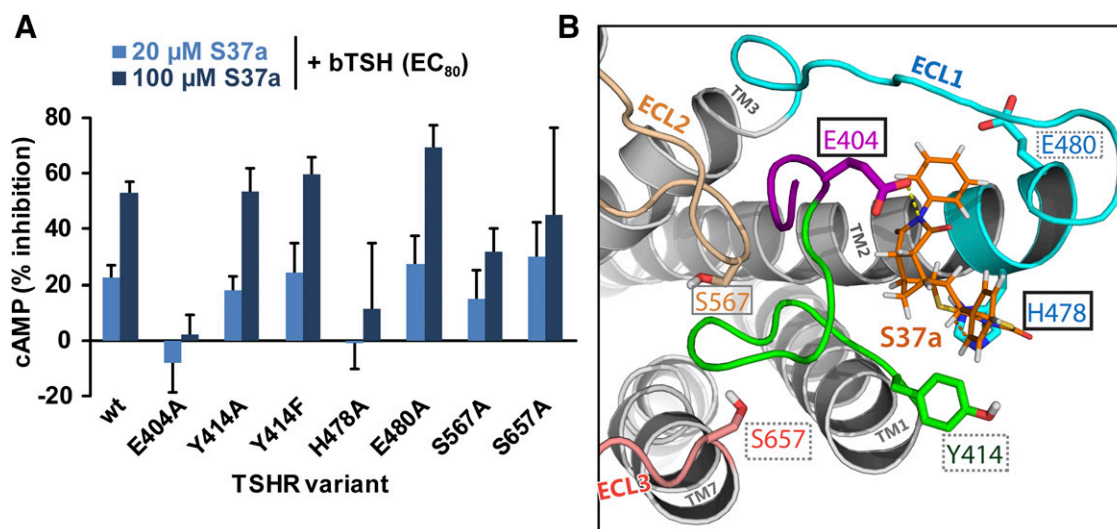 A
20 µM S37a
100 µM S37a
+ bTSH (EC80)
cAMP (% inhibition)
80
60
40
20
0
-20
wt
E404A
Y414A
Y414F
H478A
E480A
S567A
S657A
TSHR variant
B
ECL1
ECL2
TM3
E404
E480
TM2
S567
H478
S37a
S657
TM1
Y414
ECL3
TM7